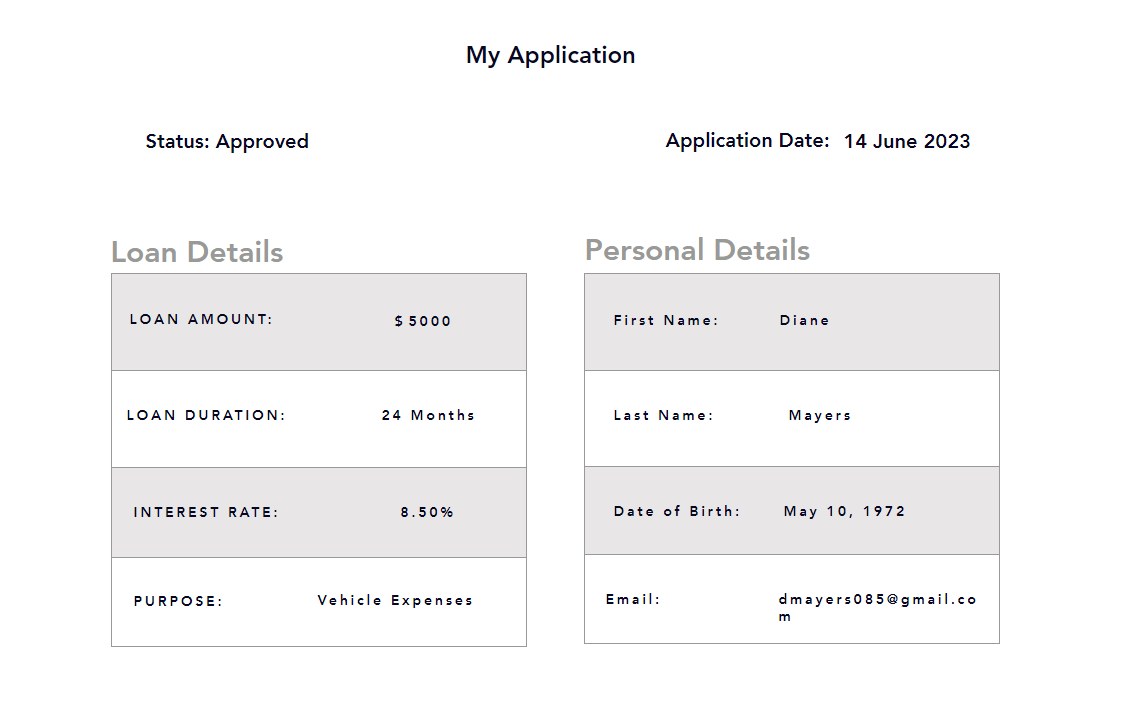 My Application
Status: Approved
Application Date: 14 June 2023
Loan Details
LOAN AMOUNT: $ 5000
LOAN DURATION: 24 Months
INTEREST RATE: 8.50%
PURPOSE: Vehicle Expenses
Personal Details
First Name: Diane
Last Name: Mayers
Date of Birth: May 10, 1972
Email: dmayers085@gmail.co
m